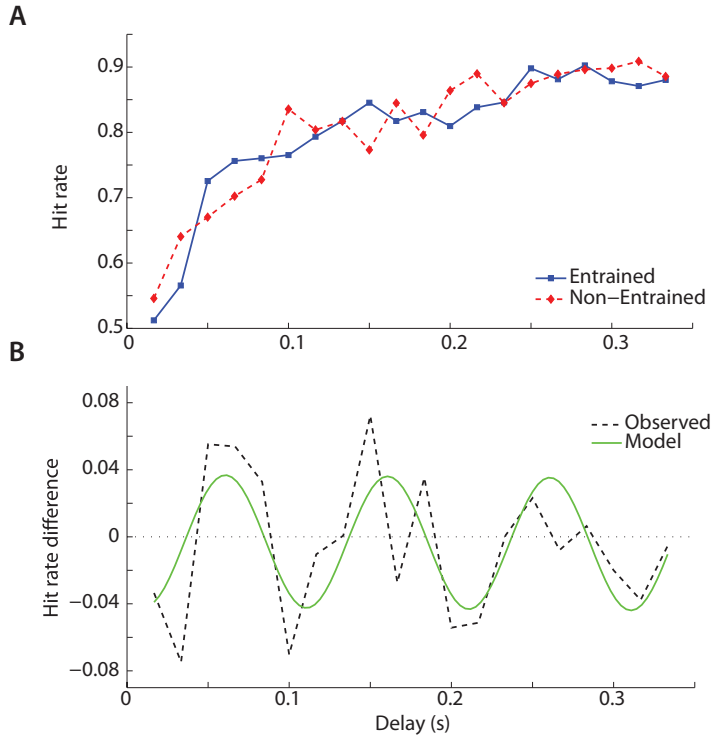 A
Hit rate
0.9
0.8
0.7
0.6
0.5
0
0.1
0.2
0.3
Entrained
Non−Entrained
B
Hit rate difference
0.08
0.04
0
−0.04
−0.08
0
0.1
0.2
0.3
Observed
Model
Delay (s)